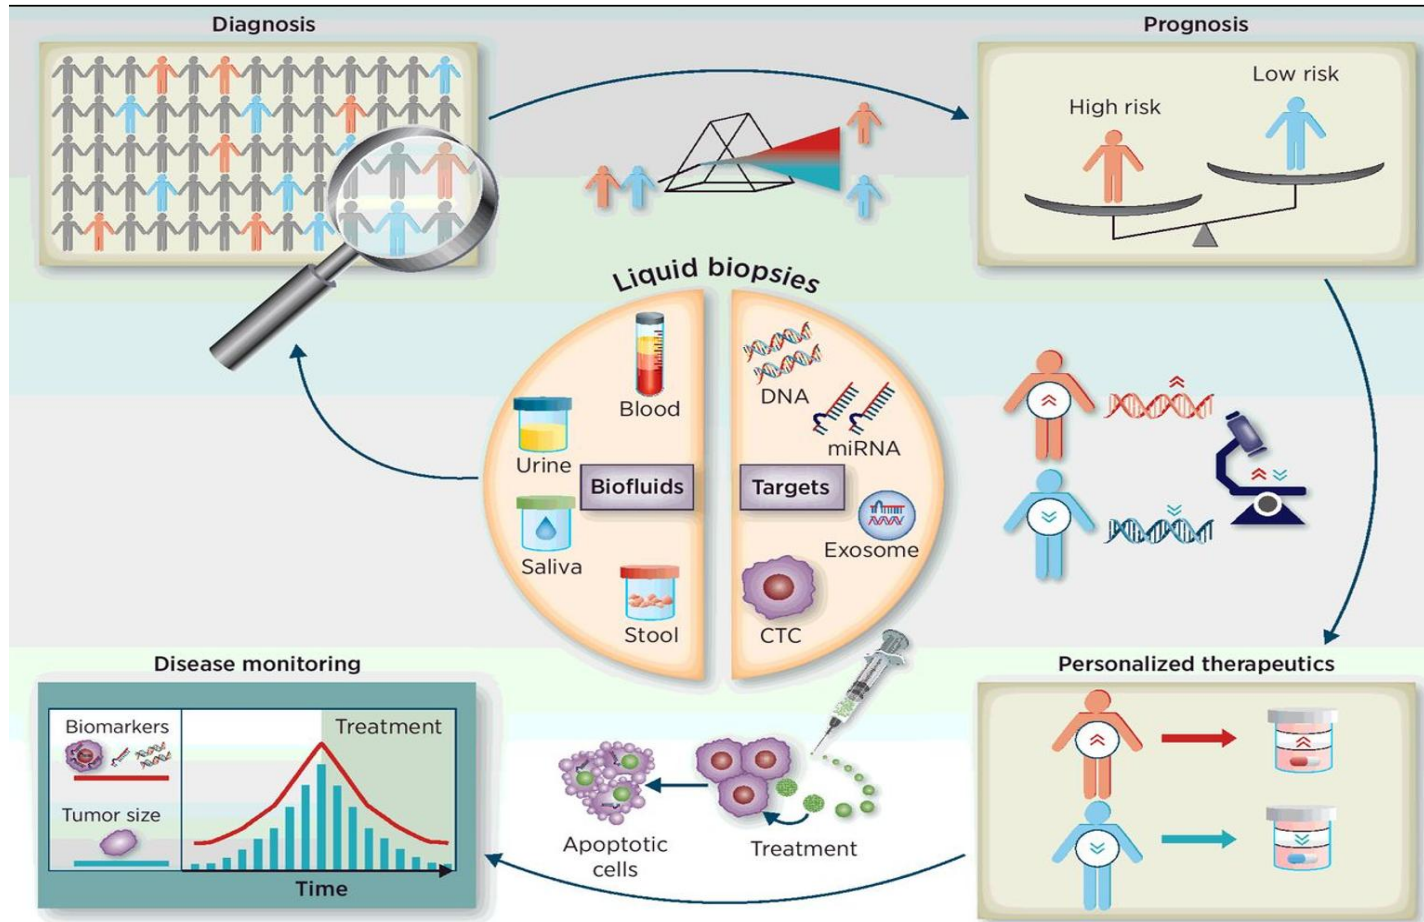 Diagnosis
Prognosis
High risk
Low risk
Liquid biopsies
Blood
Urine
Biofluids
Saliva
Stool
DNA
miRNA
Targets
Exosome
CTC
Disease monitoring
Biomarkers
Tumor size
Treatment
Time
Apoptotic
cells
Treatment
Personalized therapeutics